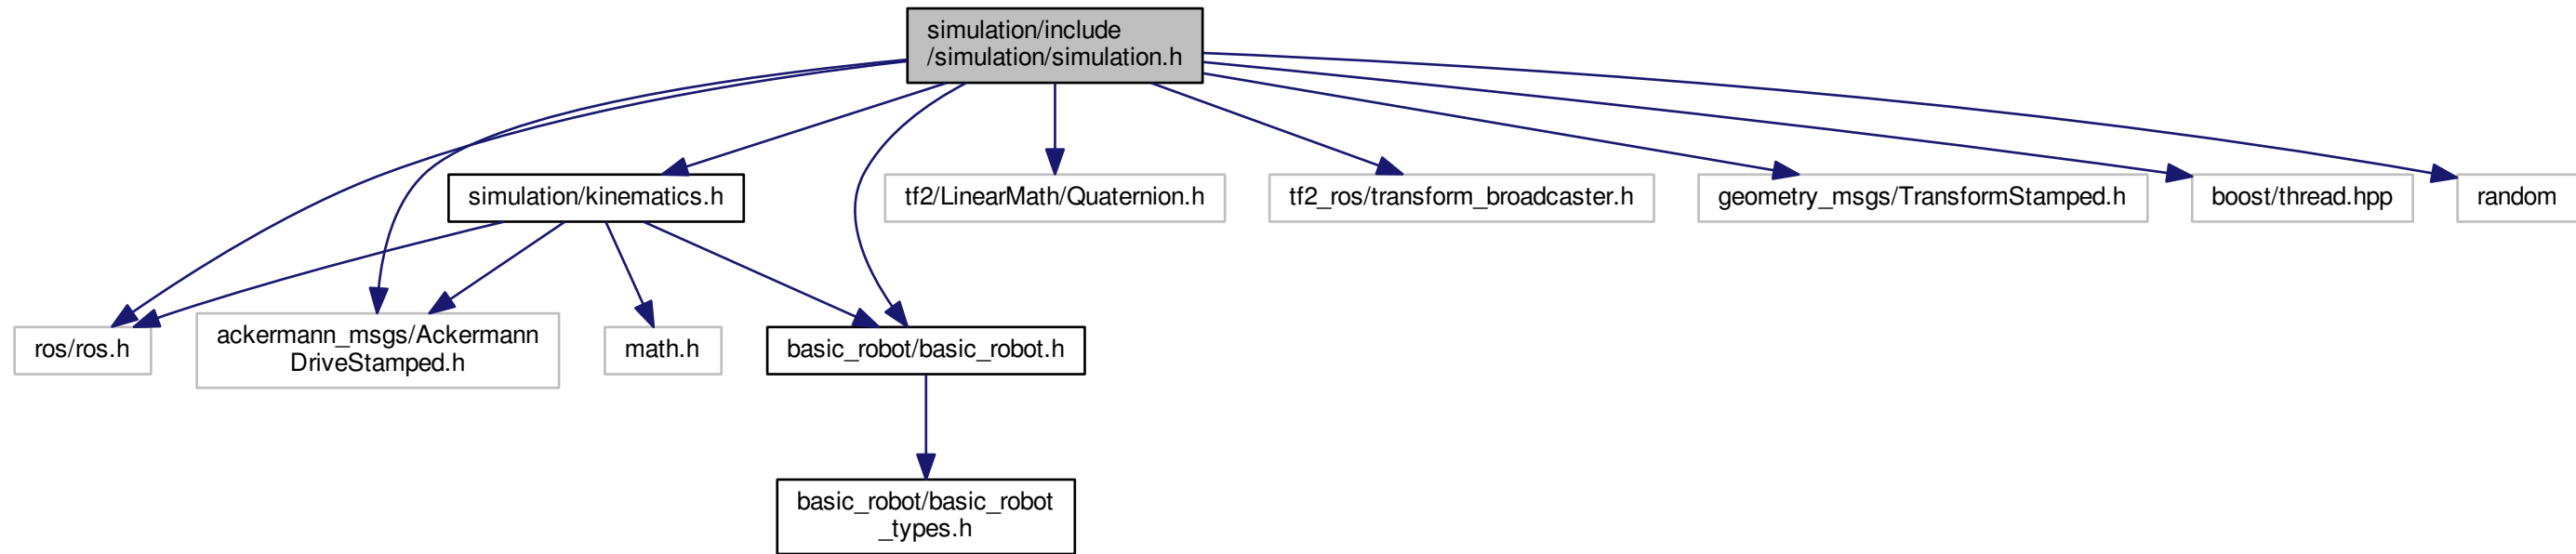 simulation/include
/simulation/simulation.h
simulation/kinematics.h
tf2/LinearMath/Quaternion.h
tf2_ros/transform_broadcaster.h
geometry_msgs/TransformStamped.h
boost/thread.hpp
random
ros/ros.h
ackermann_msgs/Ackermann
DriveStamped.h
math.h
basic_robot/basic_robot.h
basic_robot/basic_robot
_types.h